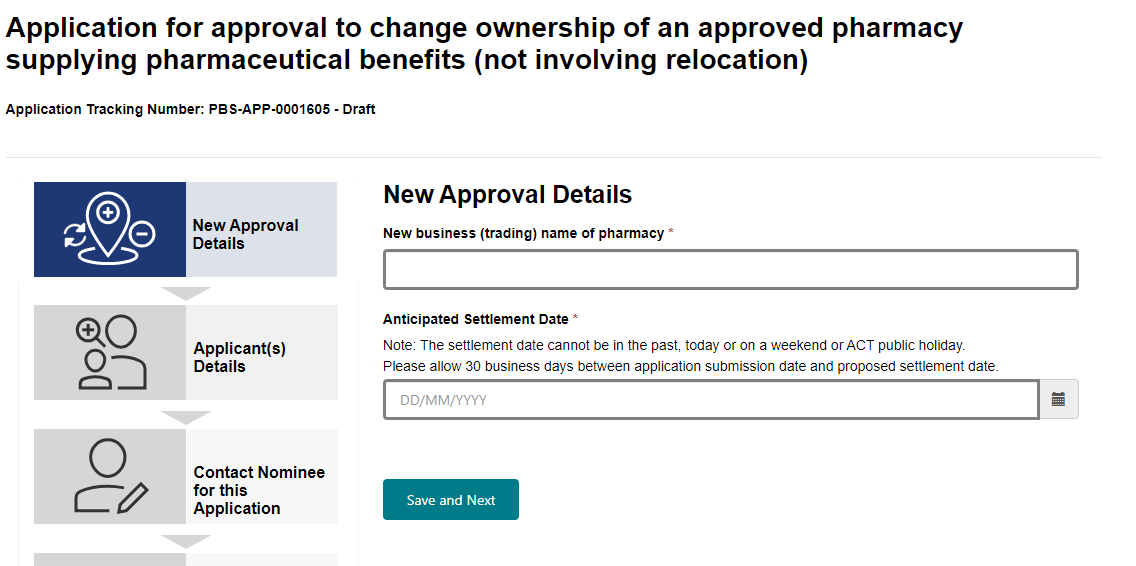 Application for approval to change ownership of an approved pharmacy
supplying pharmaceutical benefits (not involving relocation)
Application Tracking Number: PBS-APP-0001605 - Draft
New Approval
Details
Applicant(s)
Details
Contact Nominee
for this
Application
New Approval Details
New business (trading) name of pharmacy *
Anticipated Settlement Date *
Note: The settlement date cannot be in the past, today or on a weekend or ACT public holiday.
Please allow 30 business days between application submission date and proposed settlement date.
DD/MM/YYYY
Save and Next